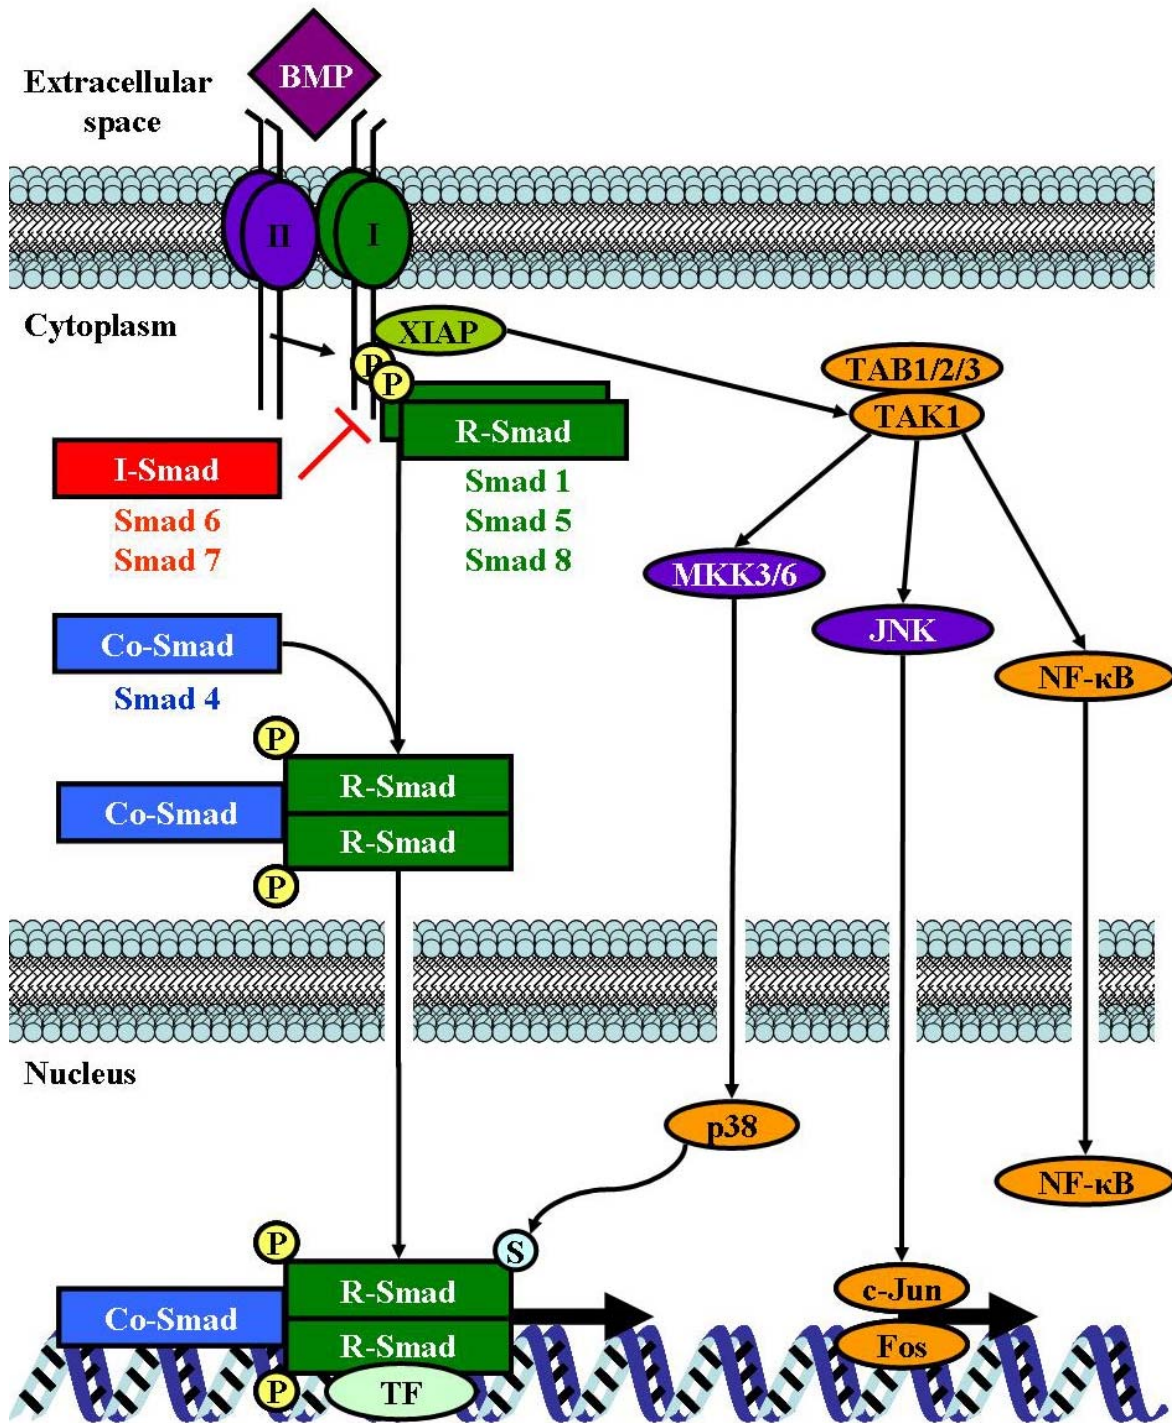 BMP
Extracellular
space
II
I
Cytoplasm
XIAP
P
P
TAB1/2/3
TAK1
R-Smad
I-Smad
Smad 1
Smad 5
Smad 8
Smad 6
Smad 7
MKK3/6
JNK
Co-Smad
NF-κB
Smad 4
P
R-Smad
Co-Smad
R-Smad
P
Nucleus
p38
NF-κB
P
S
R-Smad
c-Jun
Co-Smad
R-Smad
Fos
P
TF